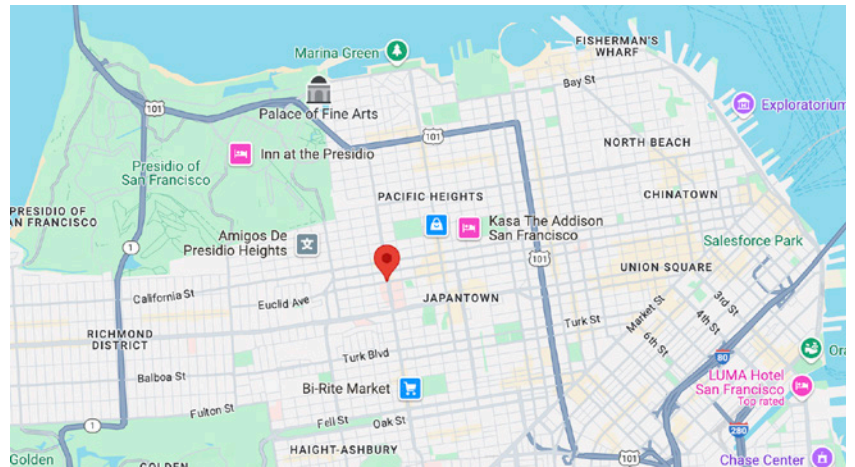 FISHERMAN'S
WHARF
Marina Green
Bay St
101
Palace of Fine Arts
Exploratorium
101
Inn at the Presidio
NORTH BEACH
Presidio of
San Francisco
PACIFIC HEIGHTS
CHINATOWN
PRESIDIO OF
AN FRANCISCO
Kasa The Addison
San Francisco
Amigos De
Presidio Heights
1
Salesforce Park
101
UNION SQUARE
California St
Euclid Ave
JAPANTOWN
3rd St
Market St
4th St
Turk St
6th St
RICHMOND
DISTRICT
Turk Blvd
80
Ora
Balboa St
LUMA Hotel
San Francisco
Top rated
Bi-Rite Market
Fulton St
Fell St
Oak St
1
280
HAIGHT-ASHBURY
101
Golden
GOLDEN
Chase Center